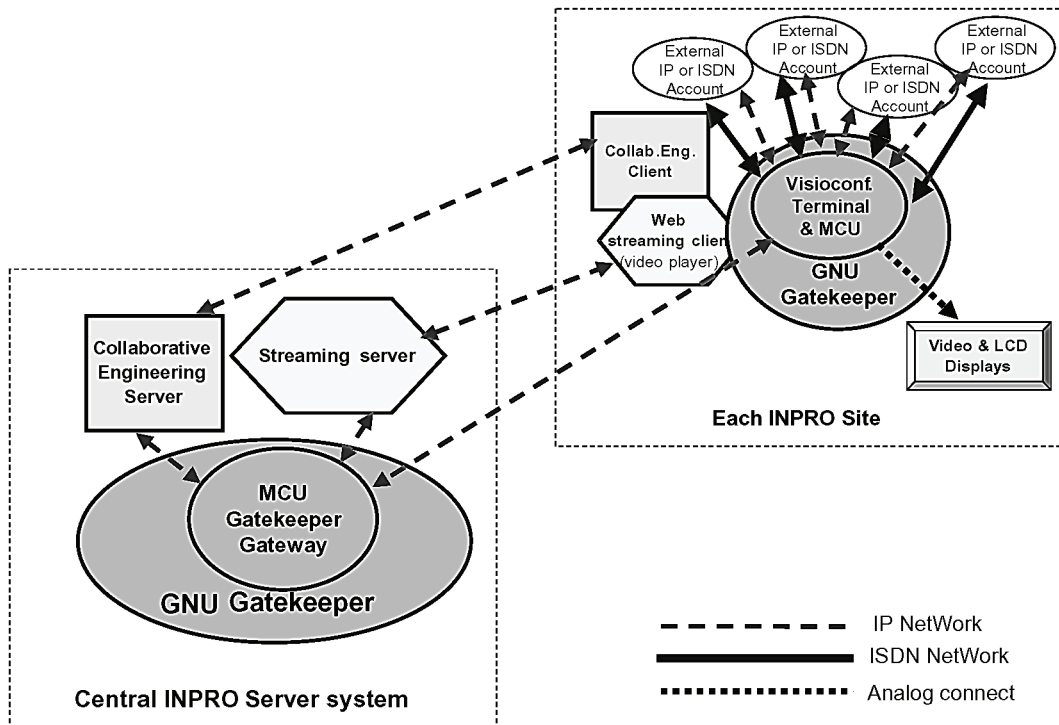 External
IP or ISDN
Account
External
IP or ISDN
Account
External
IP or ISDN
Account
External
IP or ISDN
Account
Collab.Eng.
Client
Visioconf.
Terminal
& MCU
Web
streaming client
(video player)
GNU
Gatekeeper
Video & LCD
Displays
Each INPRO Site
Collaborative
Engineering
Server
Streaming server
MCU
Gatekeeper
Gateway
GNU Gatekeeper
Central INPRO Server system
IP NetWork
ISDN NetWork
Analog connect